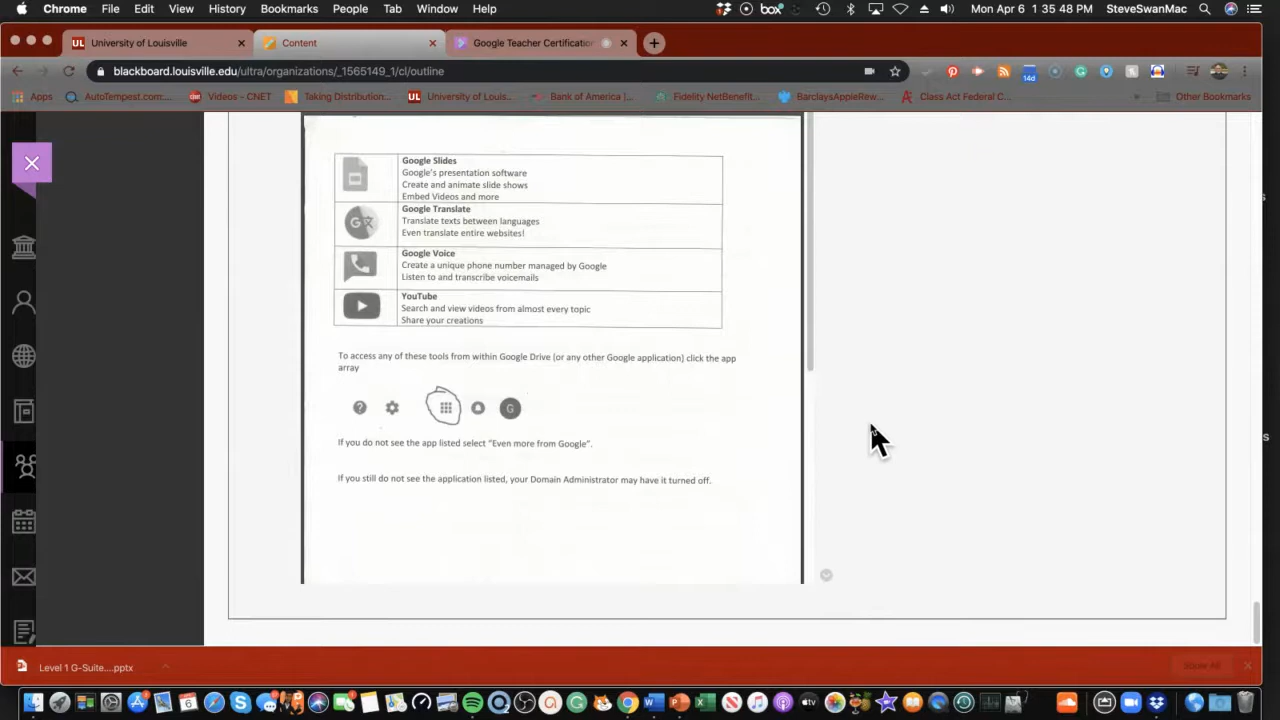 Chrome File Edit View History Bookmarks People Tab Window Help box Mon Apr 6 1:35:48 PM SteveSwanMac
UL University of Louisville Content Google Teacher Certification
blackboard.louisville.edu/ultra/organizations/_1565149_1/cl/outline 14d
Apps AutoTempest.com:... Videos - CNET Taking Distribution... UL University of Louis... Bank of America |... Fidelity NetBenefit... BarclaysAppleRew... Class Act Federal C... » Other Bookmarks
Google Slides
Google's presentation software
Create and animate slide shows
Embed Videos and more
Google Translate
Translate texts between languages
Even translate entire websites!
Google Voice
Create a unique phone number managed by Google
Listen to and transcribe voicemails
YouTube
Search and view videos from almost every topic
Share your creations
To access any of these tools from within Google Drive (or any other Google application) click the app
array
? G
If you do not see the app listed select "Even more from Google".
If you still do not see the application listed, your Domain Administrator may have it turned off.
Level 1 G-Suite....pptx Show All